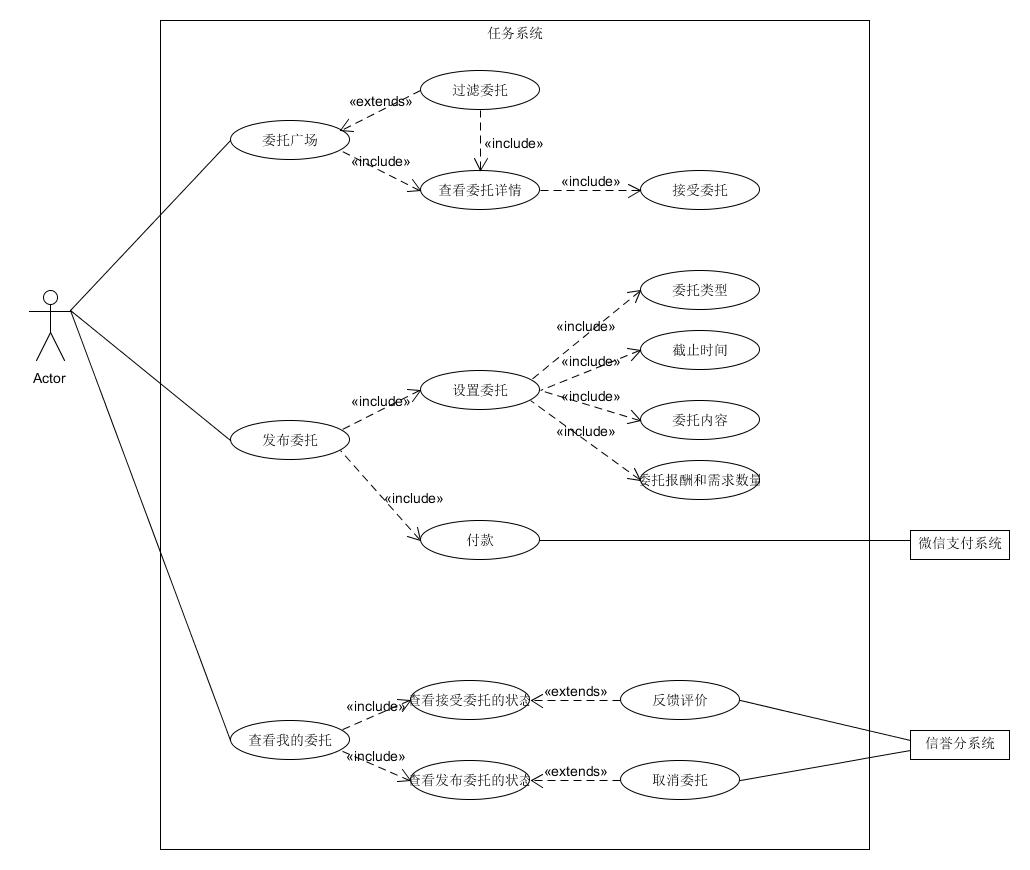 任务系统
过滤委托
«extends»
委托广场
«include»
«include»
查看委托详情
«include»
接受委托
委托类型
Actor
«include»
截止时间
«include»
设置委托
«include»
«include»
委托内容
«include»
发布委托
委托报酬和需求数量
«include»
付款
微信支付系统
查看接受委托的状态
«extends»
反馈评价
«include»
查看我的委托
信誉分系统
«include»
查看发布委托的状态
«extends»
取消委托